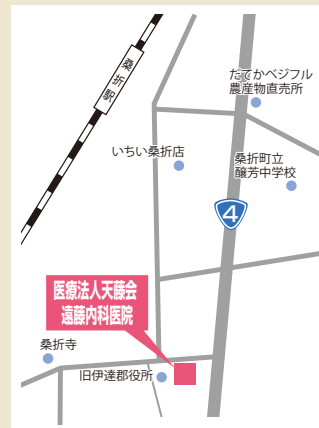 桑折駅
だてかベジフル
農産物直売所
いちい桑折店
桑折町立
醸芳中学校
4
医療法人天藤会
遠藤内科医院
桑折寺
旧伊達郡役所